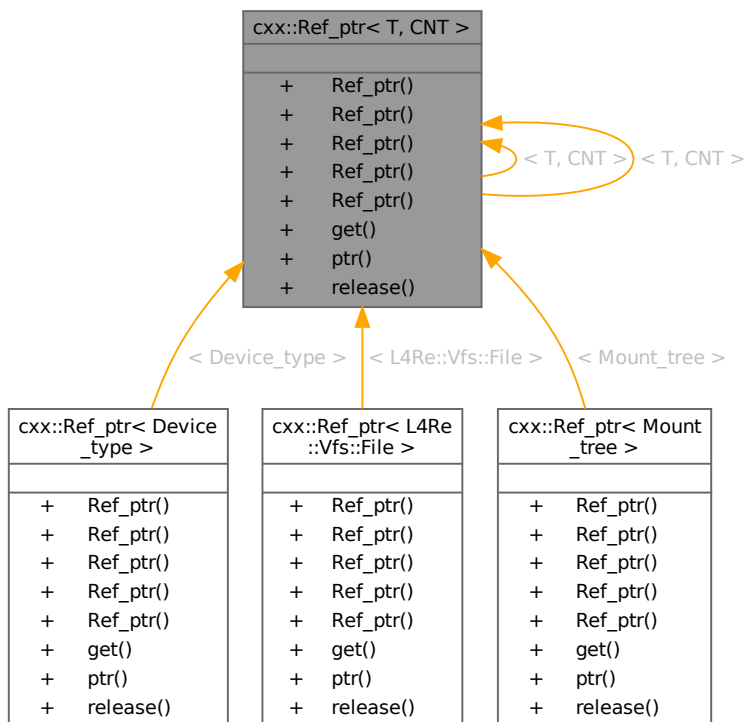 cxx::Ref_ptr< T, CNT >
+ Ref_ptr()
+ Ref_ptr()
+ Ref_ptr()
+ Ref_ptr()
+ Ref_ptr()
+ get()
+ ptr()
+ release()
< T, CNT >
< T, CNT >
< Device_type >
< L4Re::Vfs::File >
< Mount_tree >
cxx::Ref_ptr< Device
_type >
+ Ref_ptr()
+ Ref_ptr()
+ Ref_ptr()
+ Ref_ptr()
+ Ref_ptr()
+ get()
+ ptr()
+ release()
cxx::Ref_ptr< L4Re
::Vfs::File >
+ Ref_ptr()
+ Ref_ptr()
+ Ref_ptr()
+ Ref_ptr()
+ Ref_ptr()
+ get()
+ ptr()
+ release()
cxx::Ref_ptr< Mount
_tree >
+ Ref_ptr()
+ Ref_ptr()
+ Ref_ptr()
+ Ref_ptr()
+ Ref_ptr()
+ get()
+ ptr()
+ release()